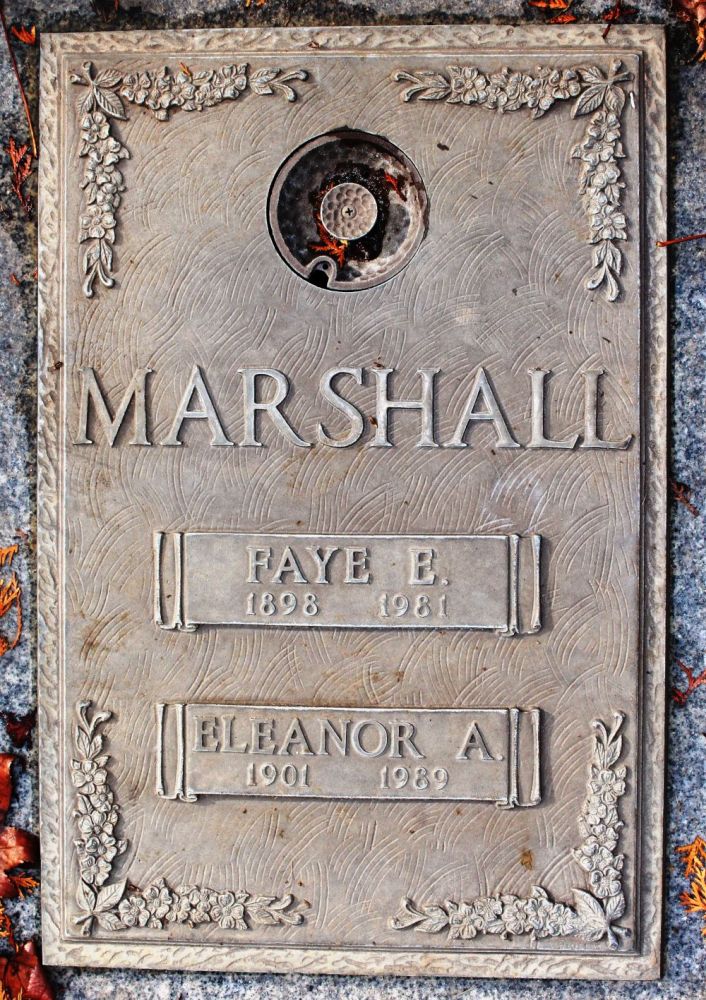 MARSHALL
FAYE E.
1898 1981
ELEANOR A.
1901 1989